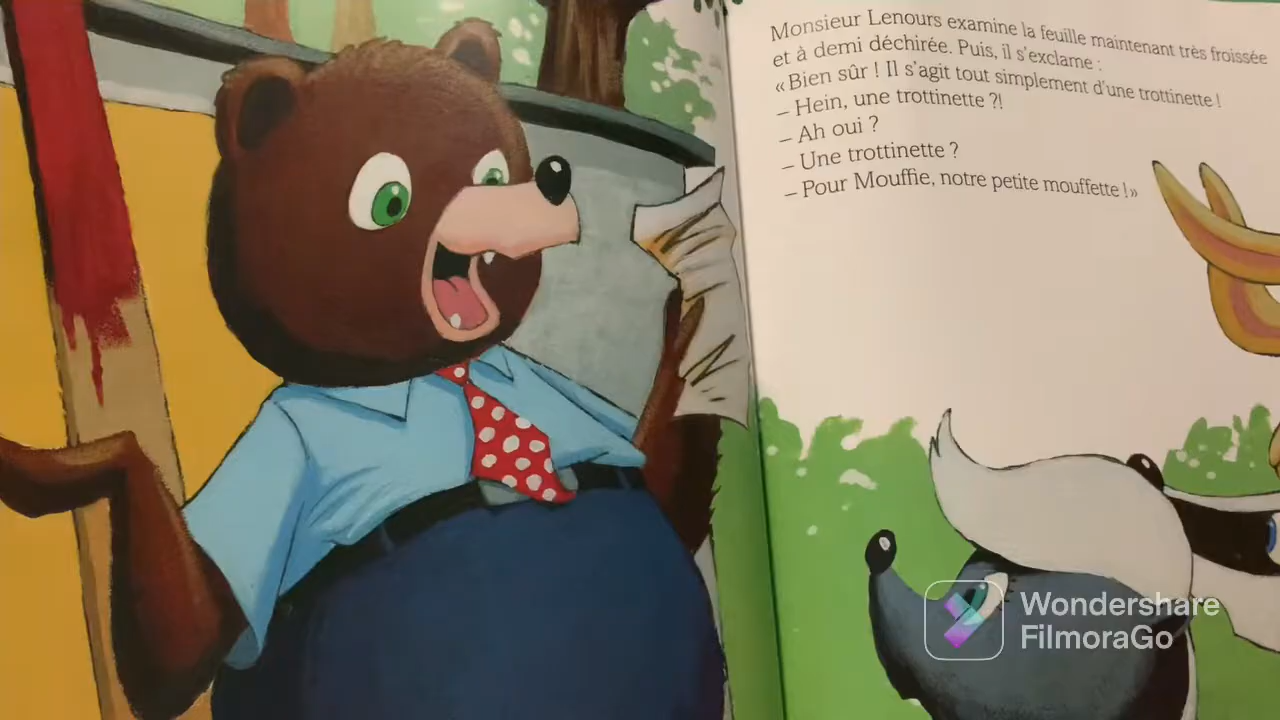 Monsieur Lenours examine la feuille maintenant très froissée
et à demi déchirée. Puis, il s'exclame :
« Bien sûr ! Il s'agit tout simplement d'une trottinette !
– Hein, une trottinette ?!
– Ah oui ?
– Une trottinette ?
– Pour Mouffie, notre petite mouffette ! »
Wondershare
FilmoraGo